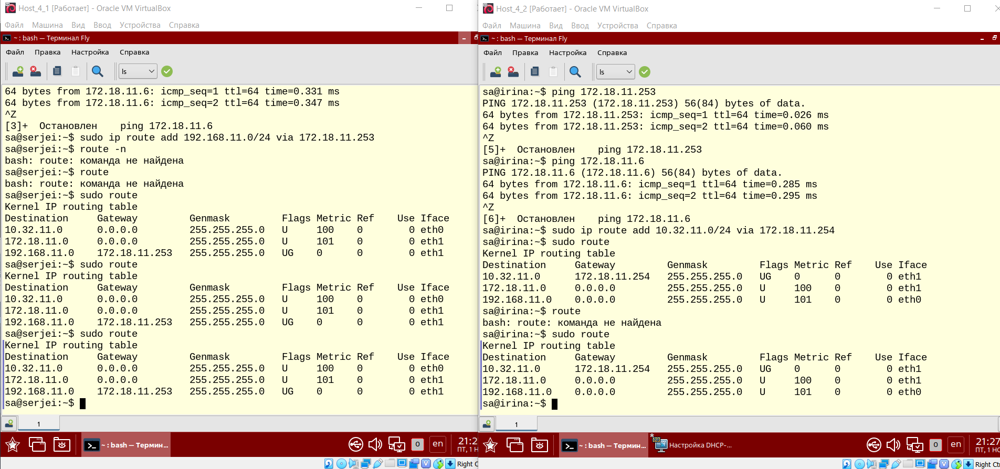 Host_4_1 [Работает] - Oracle VM VirtualBox
Файл Машина Вид Ввод Устройства Справка
~ : bash — Терминал Fly
Файл Правка Настройка Справка
ls
64 bytes from 172.18.11.6: icmp_seq=1 ttl=64 time=0.331 ms
64 bytes from 172.18.11.6: icmp_seq=2 ttl=64 time=0.347 ms
^Z
[3]+  Остановлен    ping 172.18.11.6
sa@serjei:~$ sudo ip route add 192.168.11.0/24 via 172.18.11.253
sa@serjei:~$ route -n
bash: route: команда не найдена
sa@serjei:~$ route
bash: route: команда не найдена
sa@serjei:~$ sudo route
Kernel IP routing table
Destination     Gateway         Genmask         Flags Metric Ref    Use Iface
10.32.11.0      0.0.0.0         255.255.255.0   U     100    0        0 eth0
172.18.11.0     0.0.0.0         255.255.255.0   U     101    0        0 eth1
192.168.11.0    172.18.11.253   255.255.255.0   UG    0      0        0 eth1
sa@serjei:~$ sudo route
Kernel IP routing table
Destination     Gateway         Genmask         Flags Metric Ref    Use Iface
10.32.11.0      0.0.0.0         255.255.255.0   U     100    0        0 eth0
172.18.11.0     0.0.0.0         255.255.255.0   U     101    0        0 eth1
192.168.11.0    172.18.11.253   255.255.255.0   UG    0      0        0 eth1
sa@serjei:~$ sudo route
Kernel IP routing table
Destination     Gateway         Genmask         Flags Metric Ref    Use Iface
10.32.11.0      0.0.0.0         255.255.255.0   U     100    0        0 eth0
172.18.11.0     0.0.0.0         255.255.255.0   U     101    0        0 eth1
192.168.11.0    172.18.11.253   255.255.255.0   UG    0      0        0 eth1
sa@serjei:~$
1
~ : bash — Термин...
0
en
21:2
ПТ, 1 Н
Right C
Host_4_2 [Работает] - Oracle VM VirtualBox
Файл Машина Вид Ввод Устройства Справка
~ : bash — Терминал Fly
Файл Правка Настройка Справка
ls
sa@irina:~$ ping 172.18.11.253
PING 172.18.11.253 (172.18.11.253) 56(84) bytes of data.
64 bytes from 172.18.11.253: icmp_seq=1 ttl=64 time=0.026 ms
64 bytes from 172.18.11.253: icmp_seq=2 ttl=64 time=0.060 ms
^Z
[5]+  Остановлен    ping 172.18.11.253
sa@irina:~$ ping 172.18.11.6
PING 172.18.11.6 (172.18.11.6) 56(84) bytes of data.
64 bytes from 172.18.11.6: icmp_seq=1 ttl=64 time=0.285 ms
64 bytes from 172.18.11.6: icmp_seq=2 ttl=64 time=0.295 ms
^Z
[6]+  Остановлен    ping 172.18.11.6
sa@irina:~$ sudo ip route add 10.32.11.0/24 via 172.18.11.254
sa@irina:~$ sudo route
Kernel IP routing table
Destination     Gateway         Genmask         Flags Metric Ref    Use Iface
10.32.11.0      172.18.11.254   255.255.255.0   UG    0      0        0 eth1
172.18.11.0     0.0.0.0         255.255.255.0   U     100    0        0 eth1
192.168.11.0    0.0.0.0         255.255.255.0   U     101    0        0 eth0
sa@irina:~$ route
bash: route: команда не найдена
sa@irina:~$ sudo route
Kernel IP routing table
Destination     Gateway         Genmask         Flags Metric Ref    Use Iface
10.32.11.0      172.18.11.254   255.255.255.0   UG    0      0        0 eth1
172.18.11.0     0.0.0.0         255.255.255.0   U     100    0        0 eth1
192.168.11.0    0.0.0.0         255.255.255.0   U     101    0        0 eth0
sa@irina:~$
1
~ : bash — Термин...
123
Настройка DHCP-...
0
en
21:27
ПТ, 1 НО
Right Ctr